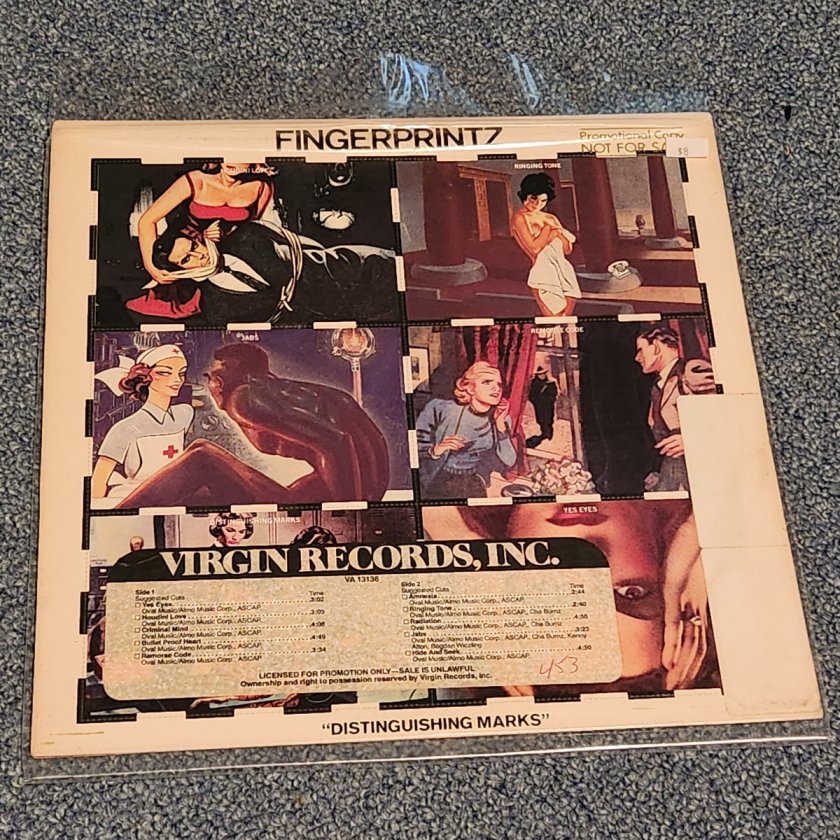 FINGERPRINTZ
Promotional Copy
NOT FOR SA
$8
HOUDINI LOVE
RINGING TONE
JABS
REMORSE CODE
DISTINGUISHING MARKS
YES EYES
VIRGIN RECORDS, INC.
VA 13136
Side 1
Suggested Cuts Time
Yes Eyes 3:02
Oval Music/Almo Music Corp., ASCAP.
Houdini Love 3:09
Oval Music/Almo Music Corp., ASCAP.
Criminal Mind 4:06
Oval Music/Almo Music Corp., ASCAP.
Bullet Proof Heart 4:49
Oval Music/Almo Music Corp., ASCAP.
Remorse Code 3:34
Oval Music/Almo Music Corp., ASCAP.
Side 2
Suggested Cuts Time
Amnesia 2:44
Oval Music/Almo Music Corp., ASCAP.
Ringing Tone 2:40
Oval Music/Almo Music Corp., ASCAP, Cha Burnz
Radiation 4:50
Oval Music/Almo Music Corp., ASCAP, Cha Burnz
Jabs 3:23
Oval Music/Almo Music Corp., ASCAP, Cha Burnz, Kenny
Alton, Bogdan Wiczling
Hide And Seek 4:50
Oval Music/Almo Music Corp., ASCAP.
453
LICENSED FOR PROMOTION ONLY—SALE IS UNLAWFUL
Ownership and right to possession reserved by Virgin Records, Inc.
"DISTINGUISHING MARKS"